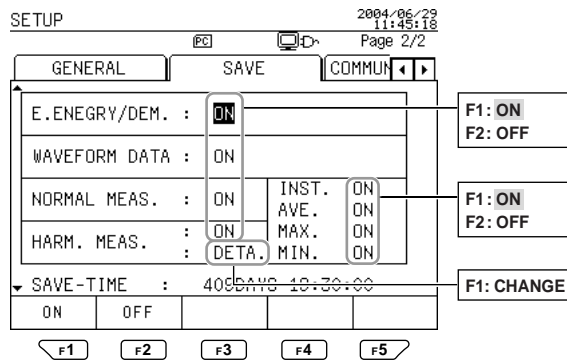 SETUP
2004/06/29
11:45:18
PC
Page 2/2
GENERAL SAVE COMMUN
E.ENEGRY/DEM. : ON
WAVEFORM DATA : ON
NORMAL MEAS. : ON
HARM. MEAS. : ON
: DETA.
INST. ON
AVE. ON
MAX. ON
MIN. ON
SAVE-TIME :
ON OFF
F1 F2 F3 F4 F5
F1: ON
F2: OFF
F1: ON
F2: OFF
F1: CHANGE